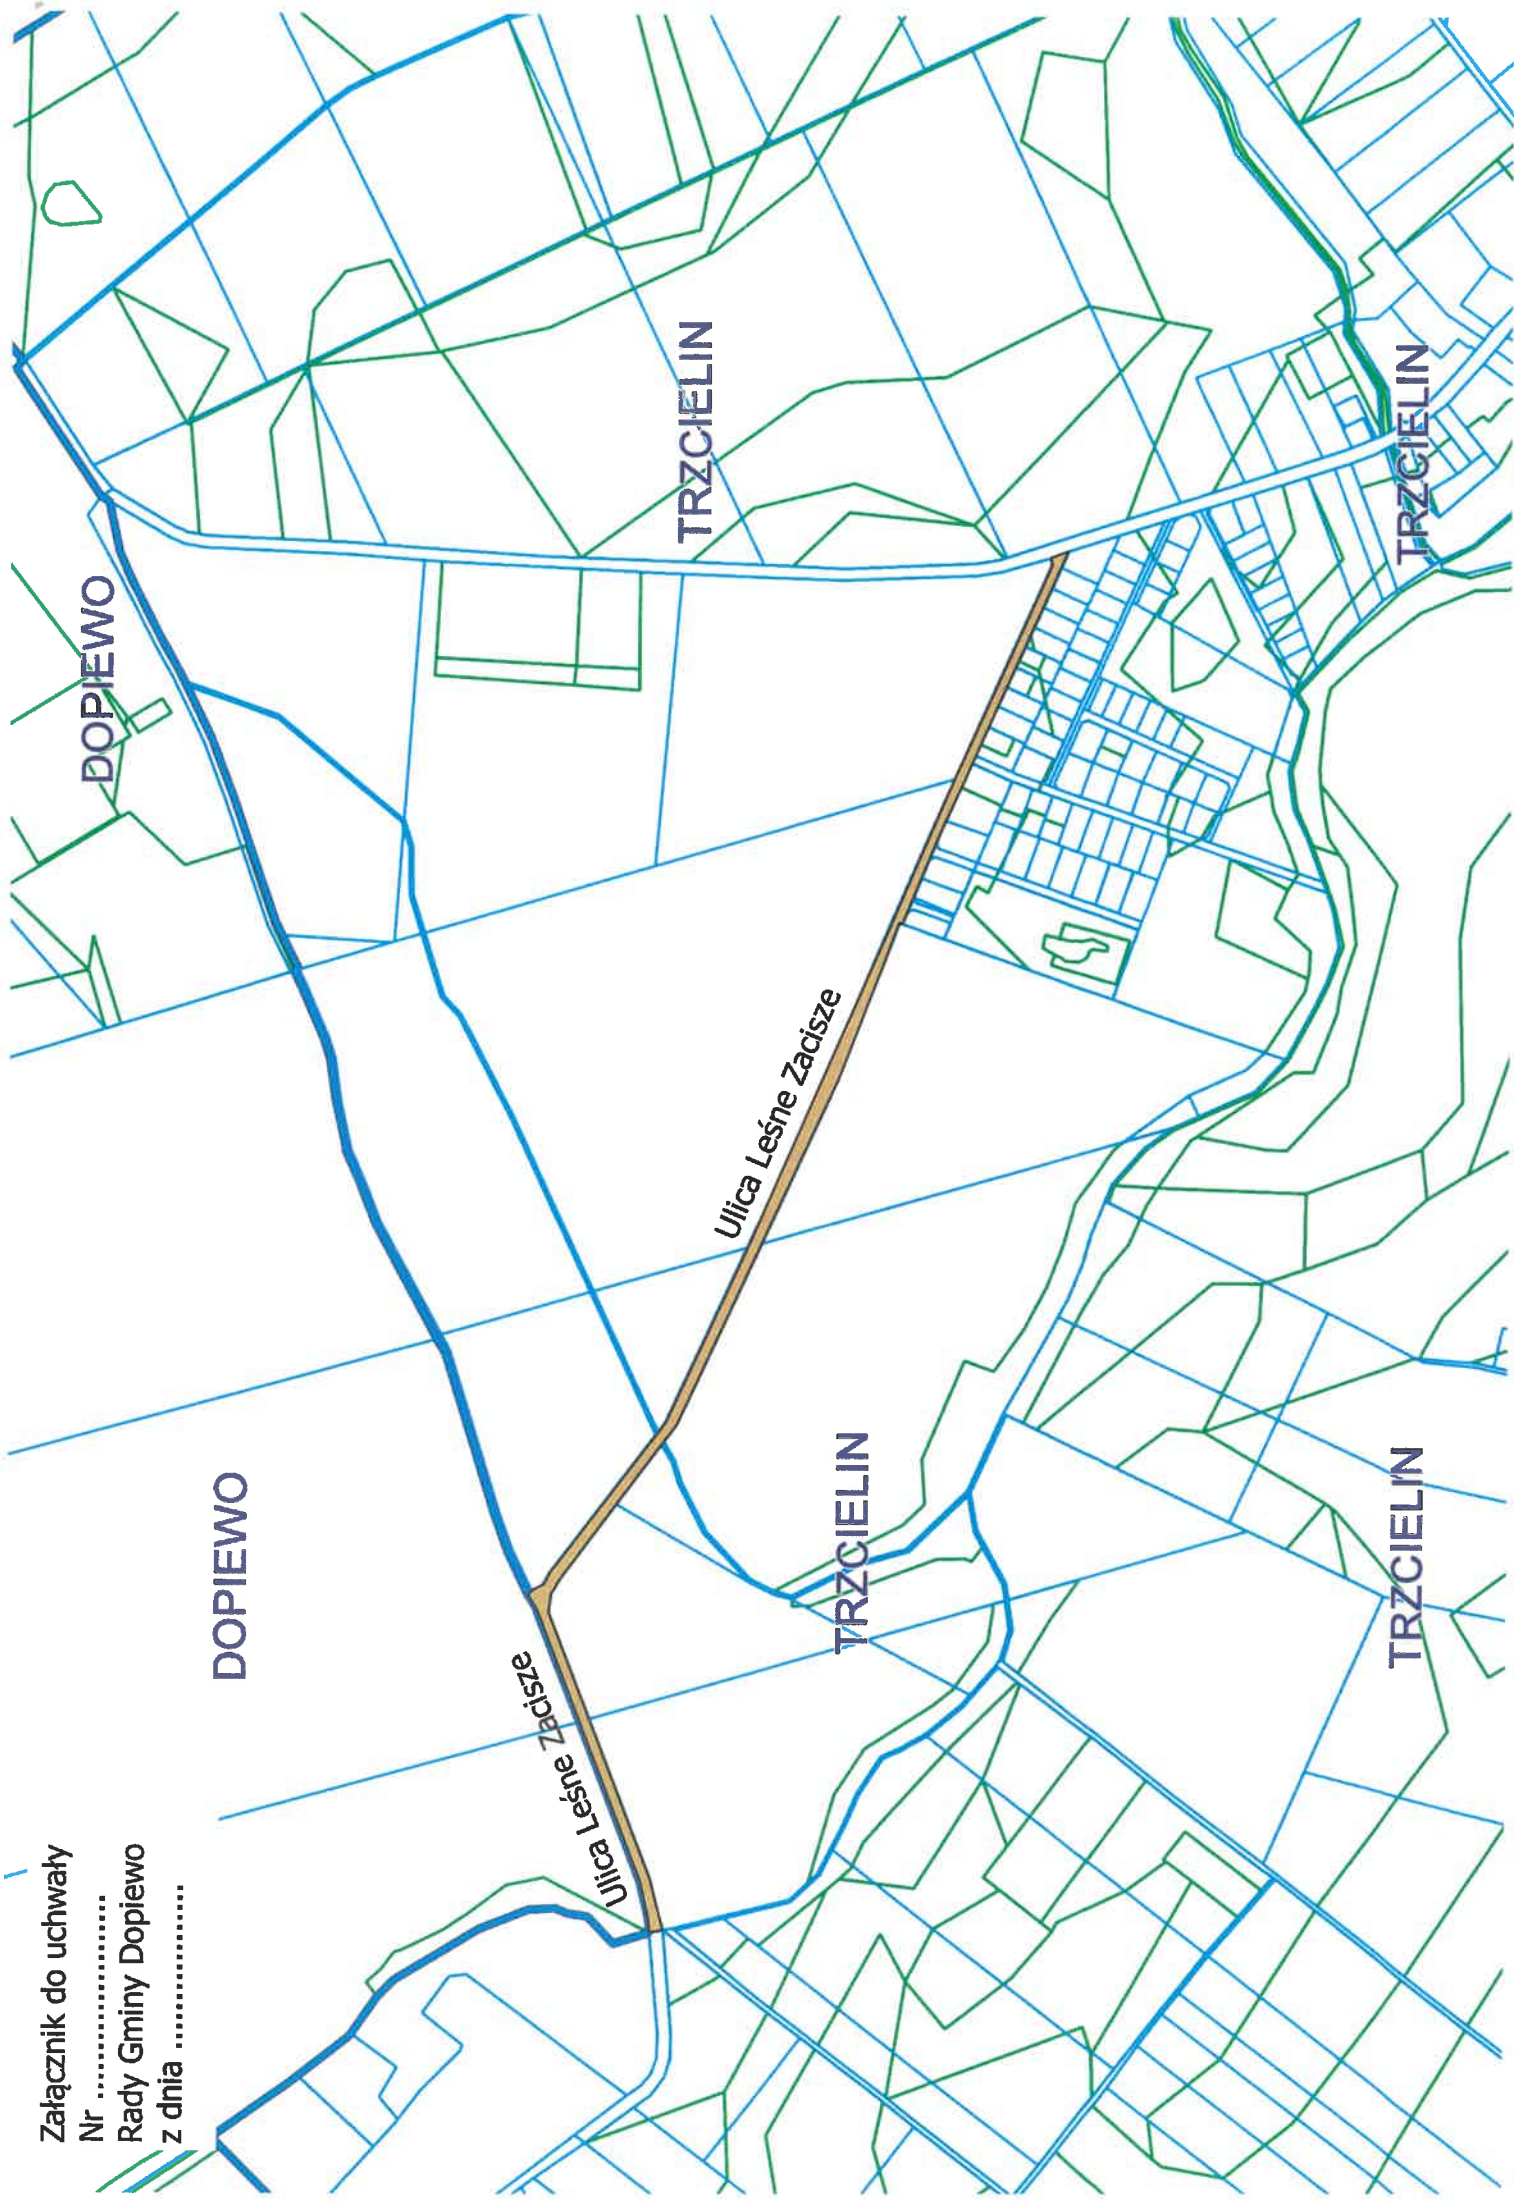 Załącznik do uchwały
Nr ........................
Rady Gminy Dopiewo
z dnia ...................
DOPIEWO
DOPIEWO
Ulica Leśne Zacisze
Ulica Leśne Zacisze
TRZCIELIN
TRZCIELIN
TRZCIELIN
TRZCIELIN